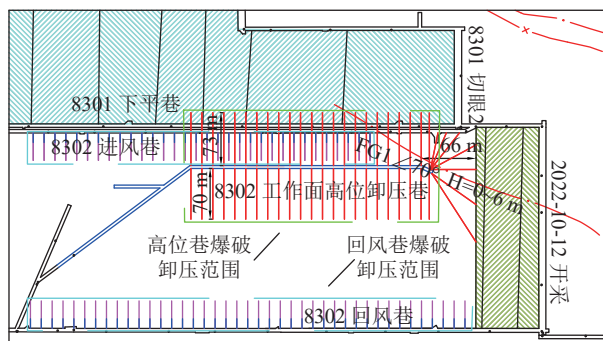 8301 切眼2
8301 下平巷
8302 进风巷
73 m
66 m
FG1∠70°
H=0~6 m
70 m
8302 工作面高位卸压巷
2022-10-12 开采
高位巷爆破
卸压范围
回风巷爆破
卸压范围
8302 回风巷